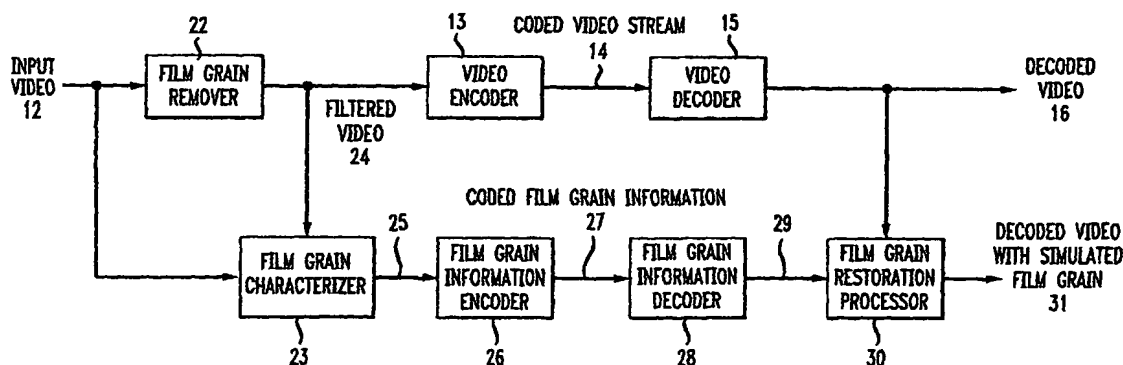 INPUT
VIDEO
12
22
FILM GRAIN
REMOVER
FILTERED
VIDEO
24
13
VIDEO
ENCODER
CODED VIDEO STREAM
14
15
VIDEO
DECODER
DECODED
VIDEO
16
CODED FILM GRAIN INFORMATION
FILM GRAIN
CHARACTERIZER
23
25
FILM GRAIN
INFORMATION
ENCODER
26
27
FILM GRAIN
INFORMATION
DECODER
28
29
FILM GRAIN
RESTORATION
PROCESSOR
30
DECODED VIDEO
WITH SIMULATED
FILM GRAIN
31